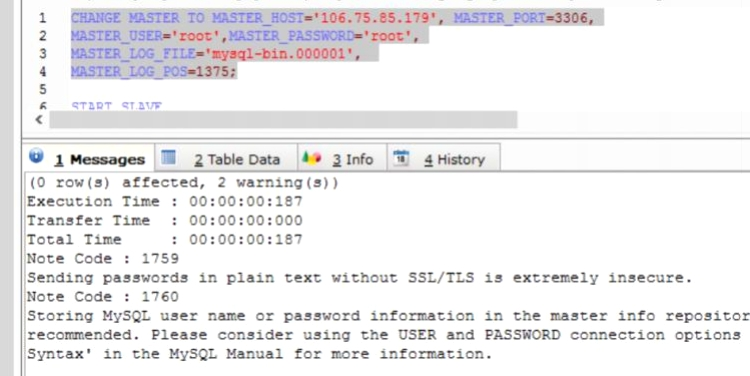 1 CHANGE MASTER TO MASTER_HOST='106.75.85.179', MASTER_PORT=3306,
2 MASTER_USER='root',MASTER_PASSWORD='root',
3 MASTER_LOG_FILE='mysql-bin.000001',
4 MASTER_LOG_POS=1375;
5
6 START SLAVE
1 Messages 2 Table Data 3 Info 4 History
(0 row(s) affected, 2 warning(s))
Execution Time : 00:00:00:187
Transfer Time : 00:00:00:000
Total Time : 00:00:00:187
Note Code : 1759
Sending passwords in plain text without SSL/TLS is extremely insecure.
Note Code : 1760
Storing MySQL user name or password information in the master info repositor
recommended. Please consider using the USER and PASSWORD connection options
Syntax' in the MySQL Manual for more information.